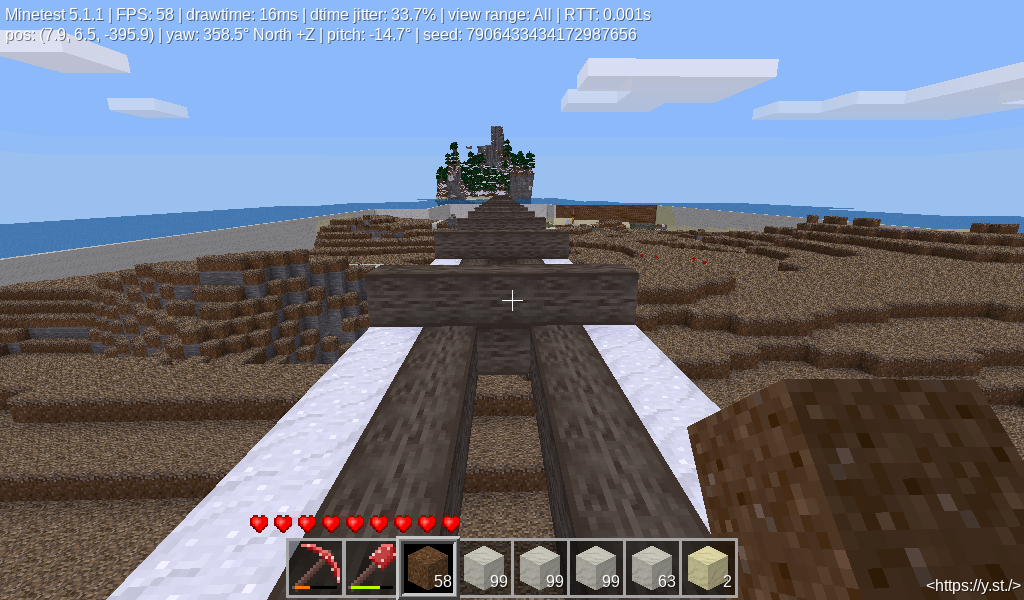 Minetest 5.1.1 | FPS: 58 | drawtime: 16ms | dtime jitter: 33.7% | view range: All | RTT: 0.001s
pos: (7.9, 6.5, -395.9) | yaw: 358.5° North +Z | pitch: -14.7° | seed: 7906433434172987656
58 99 99 99 63 2
<https://y.st./>